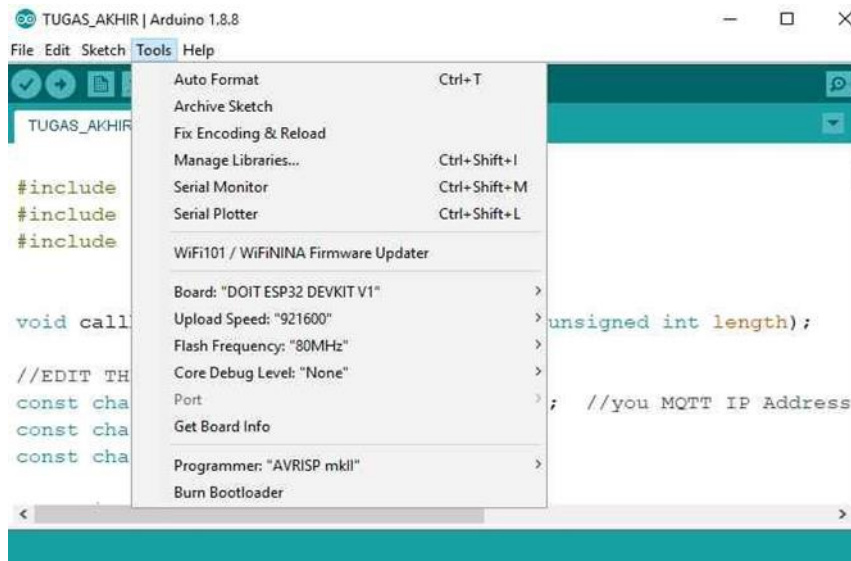 TUGAS_AKHIR | Arduino 1.8.8
File Edit Sketch Tools Help
TUGAS_AKHIR
Auto Format Ctrl+T
Archive Sketch
Fix Encoding & Reload
Manage Libraries... Ctrl+Shift+I
Serial Monitor Ctrl+Shift+M
Serial Plotter Ctrl+Shift+L
WiFi101 / WiFiNINA Firmware Updater
Board: "DOIT ESP32 DEVKIT V1"
Upload Speed: "921600"
Flash Frequency: "80MHz"
Core Debug Level: "None"
Port
Get Board Info
Programmer: "AVRISP mkII"
Burn Bootloader
#include
#include
#include
void call unsigned int length);
//EDIT TH
const cha ; //you MQTT IP Address
const cha
const cha